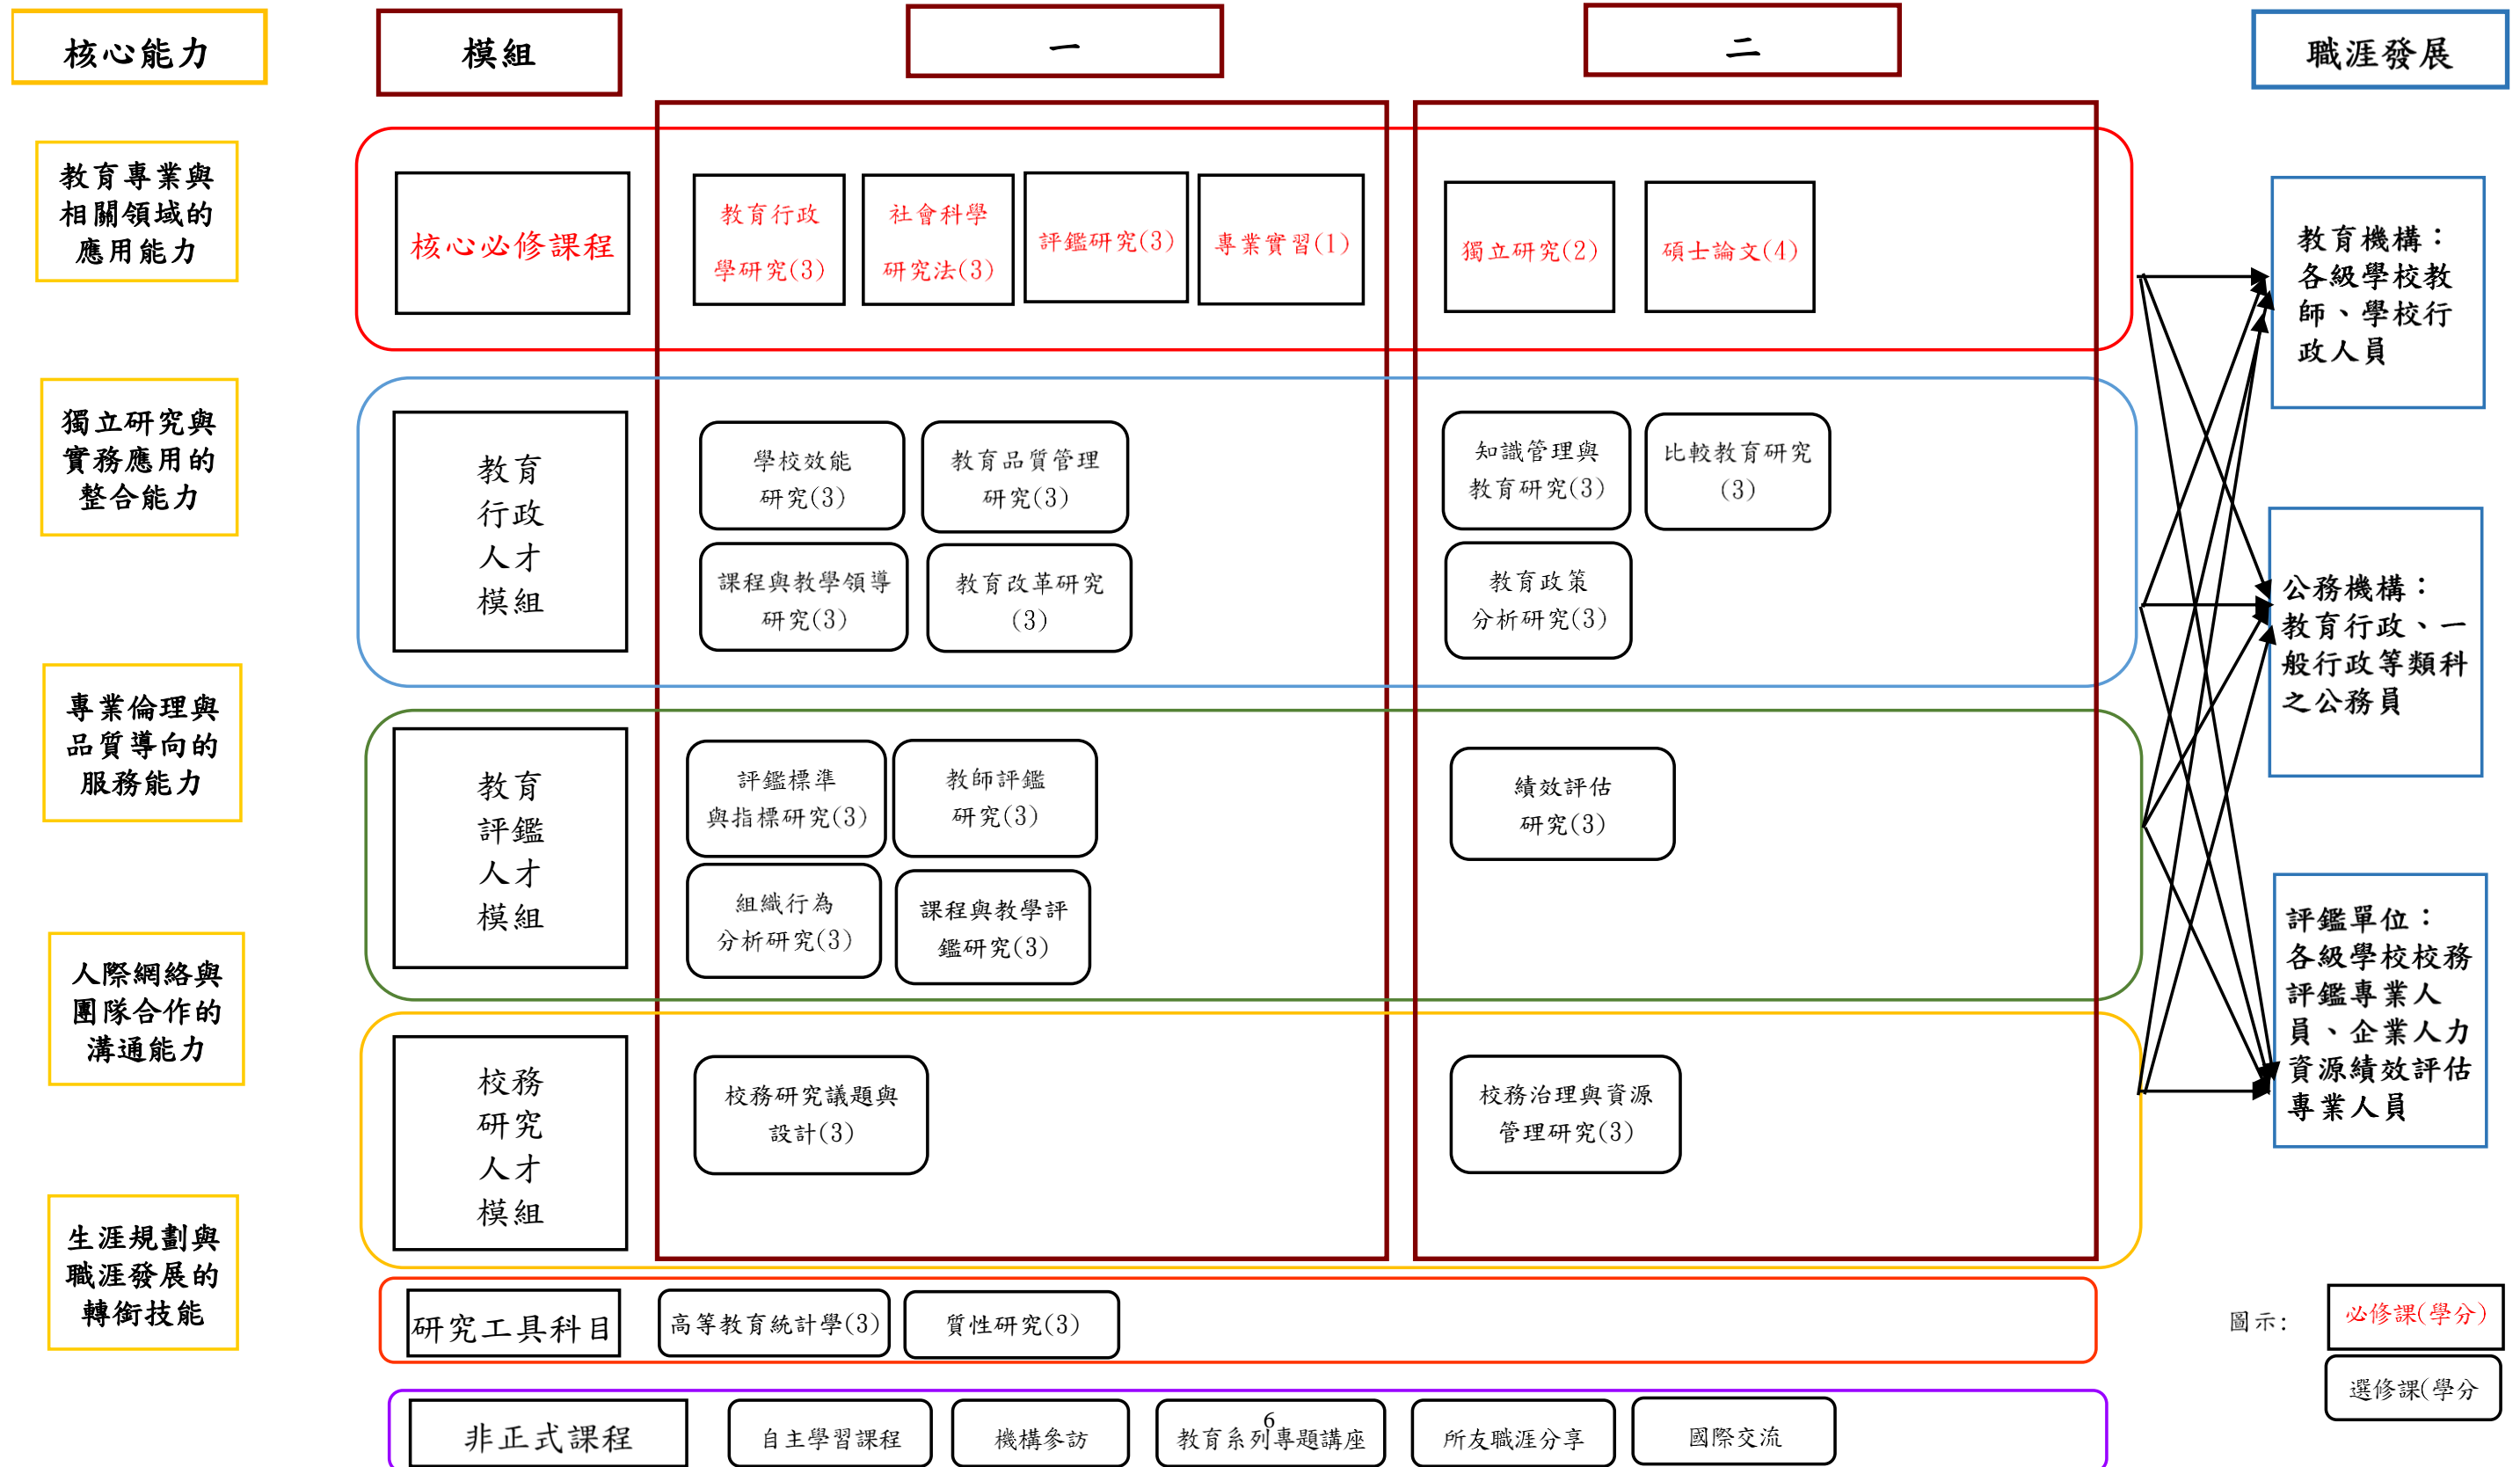 核心能力
模組
一
二
職涯發展
教育專業與
相關領域的
應用能力
獨立研究與
實務應用的
整合能力
專業倫理與
品質導向的
服務能力
人際網絡與
團隊合作的
溝通能力
生涯規劃與
職涯發展的
轉銜技能
核心必修課程
教育行政
學研究(3)
社會科學
研究法(3)
評鑑研究(3)
專業實習(1)
獨立研究(2)
碩士論文(4)
教育
行政
人才
模組
學校效能
研究(3)
教育品質管理
研究(3)
課程與教學領導
研究(3)
教育改革研究
(3)
知識管理與
教育研究(3)
比較教育研究
(3)
教育政策
分析研究(3)
教育
評鑑
人才
模組
評鑑標準
與指標研究(3)
教師評鑑
研究(3)
組織行為
分析研究(3)
課程與教學評
鑑研究(3)
績效評估
研究(3)
校務
研究
人才
模組
校務研究議題與
設計(3)
校務治理與資源
管理研究(3)
研究工具科目
高等教育統計學(3)
質性研究(3)
非正式課程
自主學習課程
機構參訪
教育系列專題講座
6
所友職涯分享
國際交流
教育機構：
各級學校教
師、學校行
政人員
公務機構：
教育行政、一
般行政等類科
之公務員
評鑑單位：
各級學校校務
評鑑專業人
員、企業人力
資源績效評估
專業人員
圖示:
必修課(學分)
選修課(學分